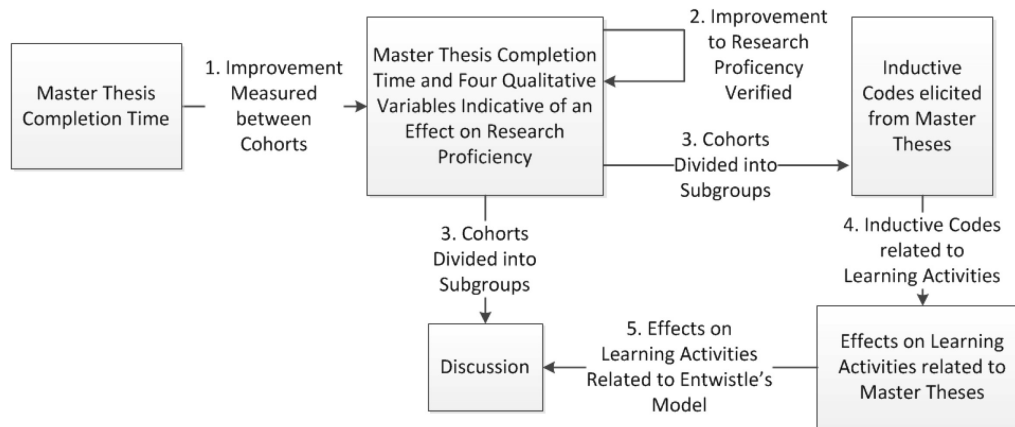 Master Thesis
Completion Time
1. Improvement
Measured
between
Cohorts
Master Thesis Completion
Time and Four Qualitative
Variables Indicative of an
Effect on Research
Proficiency
2. Improvement
to Research
Proficency
Verified
Inductive
Codes elicited
from Master
Theses
3. Cohorts
Divided into
Subgroups
3. Cohorts
Divided into
Subgroups
4. Inductive Codes
related to
Learning Activities
Discussion
5. Effects on
Learning Activities
Related to Entwistle's
Model
Effects on Learning
Activities related to
Master Theses